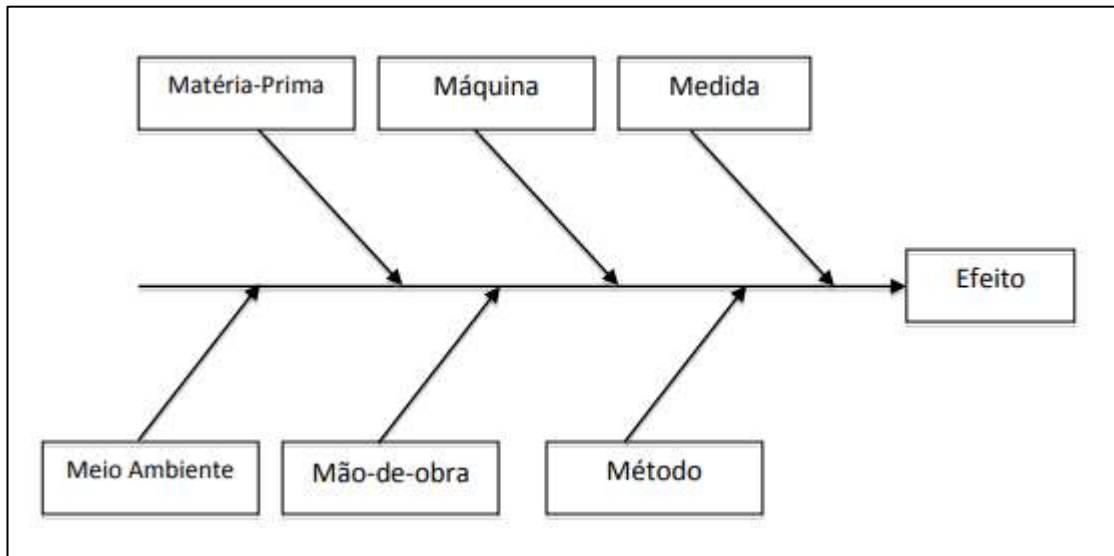 Matéria-Prima
Máquina
Medida
Efeito
Meio Ambiente
Mão-de-obra
Método